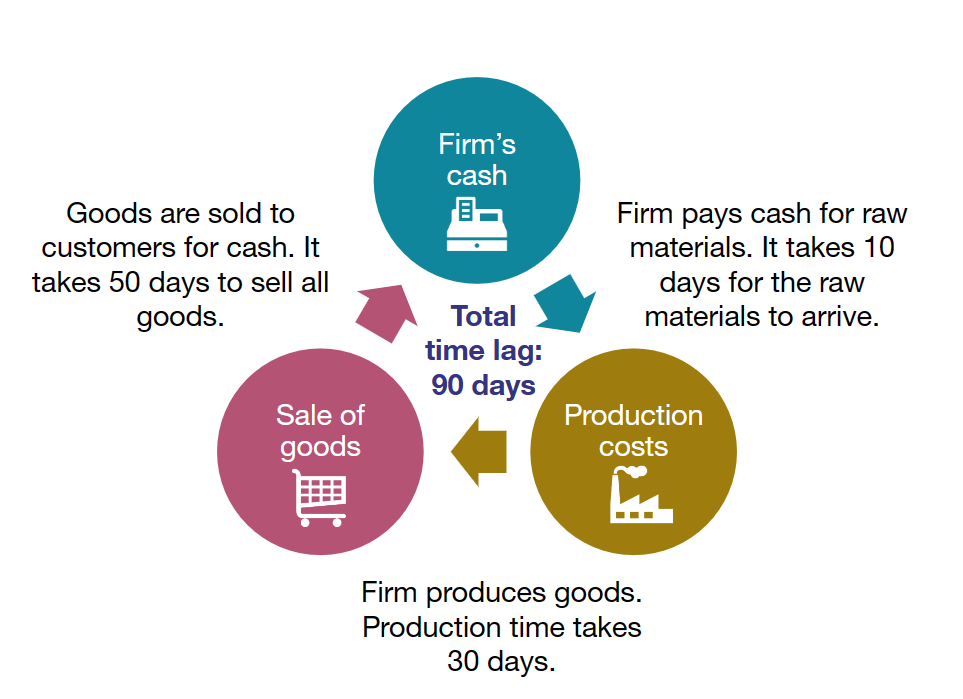 Firm’s
cash
Firm pays cash for raw
materials. It takes 10
days for the raw
materials to arrive.
Production
costs
Firm produces goods.
Production time takes
30 days.
Sale of
goods
Goods are sold to
customers for cash. It
takes 50 days to sell all
goods.
Total
time lag:
90 days